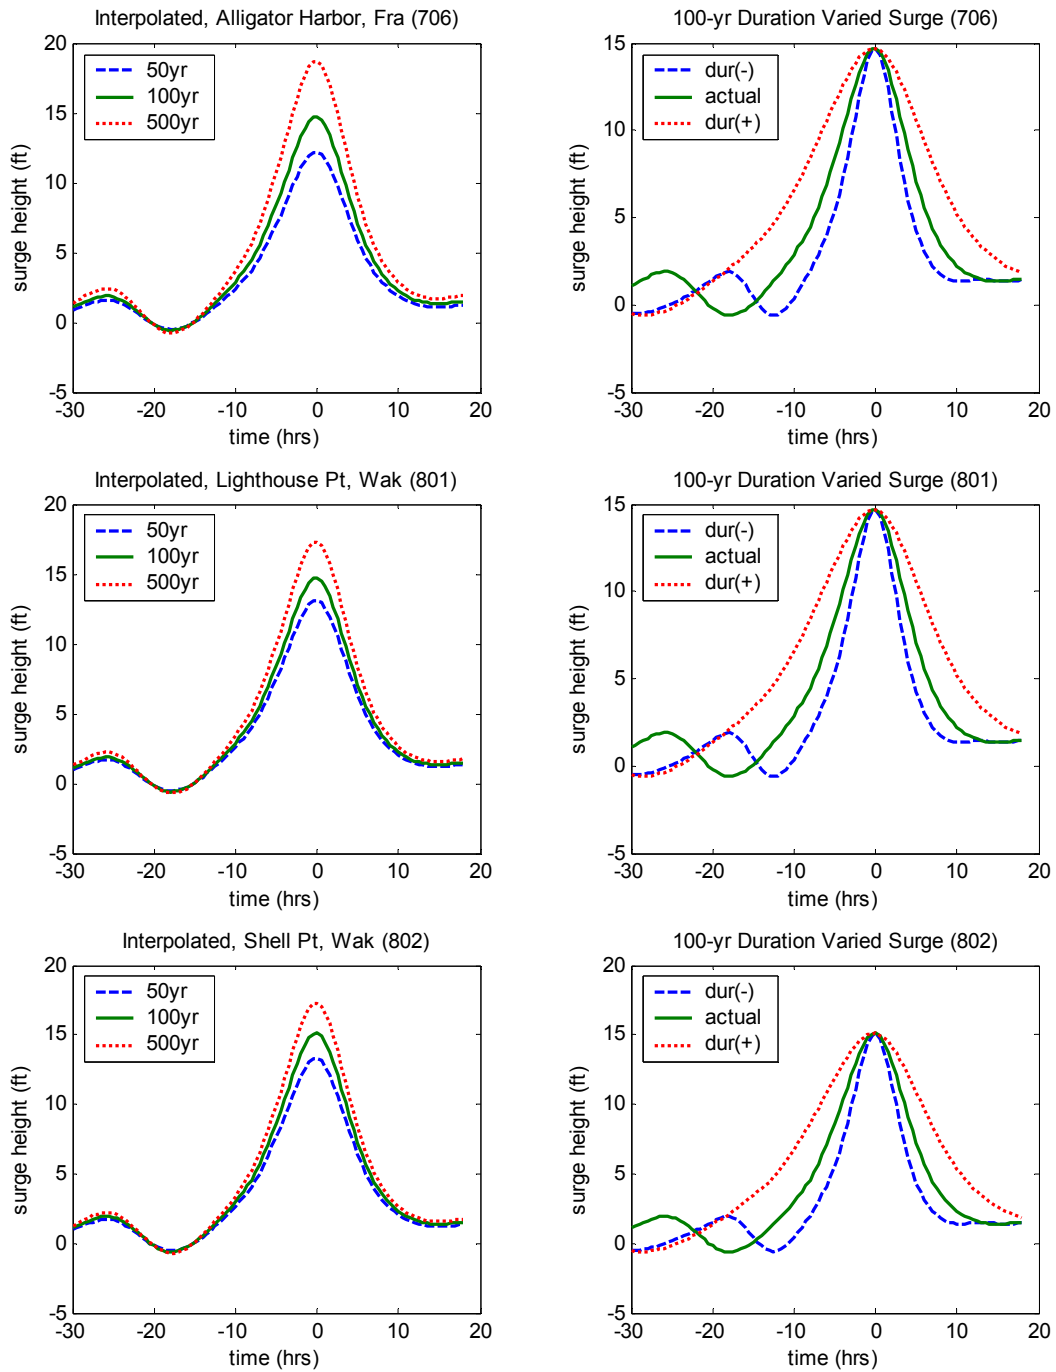 Interpolated, Alligator Harbor, Fra (706)
20
15
10
5
0
-5
surge height (ft)
50yr
100yr
500yr
-30 -20 -10 0 10 20
time (hrs)
100-yr Duration Varied Surge (706)
15
10
5
0
-5
surge height (ft)
dur(-)
actual
dur(+)
-30 -20 -10 0 10 20
time (hrs)
Interpolated, Lighthouse Pt, Wak (801)
20
15
10
5
0
-5
surge height (ft)
50yr
100yr
500yr
-30 -20 -10 0 10 20
time (hrs)
100-yr Duration Varied Surge (801)
15
10
5
0
-5
surge height (ft)
dur(-)
actual
dur(+)
-30 -20 -10 0 10 20
time (hrs)
Interpolated, Shell Pt, Wak (802)
20
15
10
5
0
-5
surge height (ft)
50yr
100yr
500yr
-30 -20 -10 0 10 20
time (hrs)
100-yr Duration Varied Surge (802)
20
15
10
5
0
-5
surge height (ft)
dur(-)
actual
dur(+)
-30 -20 -10 0 10 20
time (hrs)